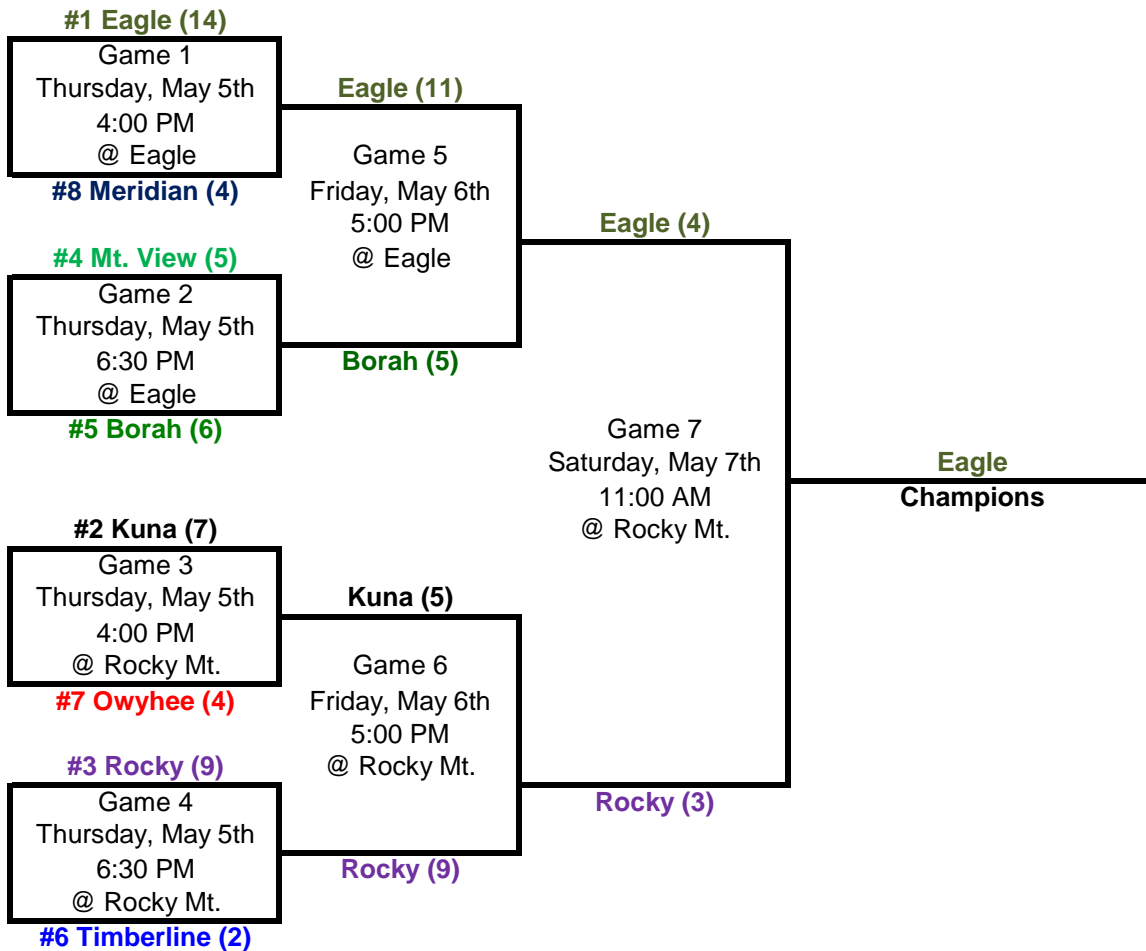 #1 Eagle (14)
Game 1
Thursday, May 5th
4:00 PM
@ Eagle
#8 Meridian (4)
#4 Mt. View (5)
Game 2
Thursday, May 5th
6:30 PM
@ Eagle
#5 Borah (6)
#2 Kuna (7)
Game 3
Thursday, May 5th
4:00 PM
@ Rocky Mt.
#7 Owyhee (4)
#3 Rocky (9)
Game 4
Thursday, May 5th
6:30 PM
@ Rocky Mt.
#6 Timberline (2)
Eagle (11)
Game 5
Friday, May 6th
5:00 PM
@ Eagle
Borah (5)
Kuna (5)
Game 6
Friday, May 6th
5:00 PM
@ Rocky Mt.
Rocky (9)
Eagle (4)
Game 7
Saturday, May 7th
11:00 AM
@ Rocky Mt.
Rocky (3)
Eagle
Champions